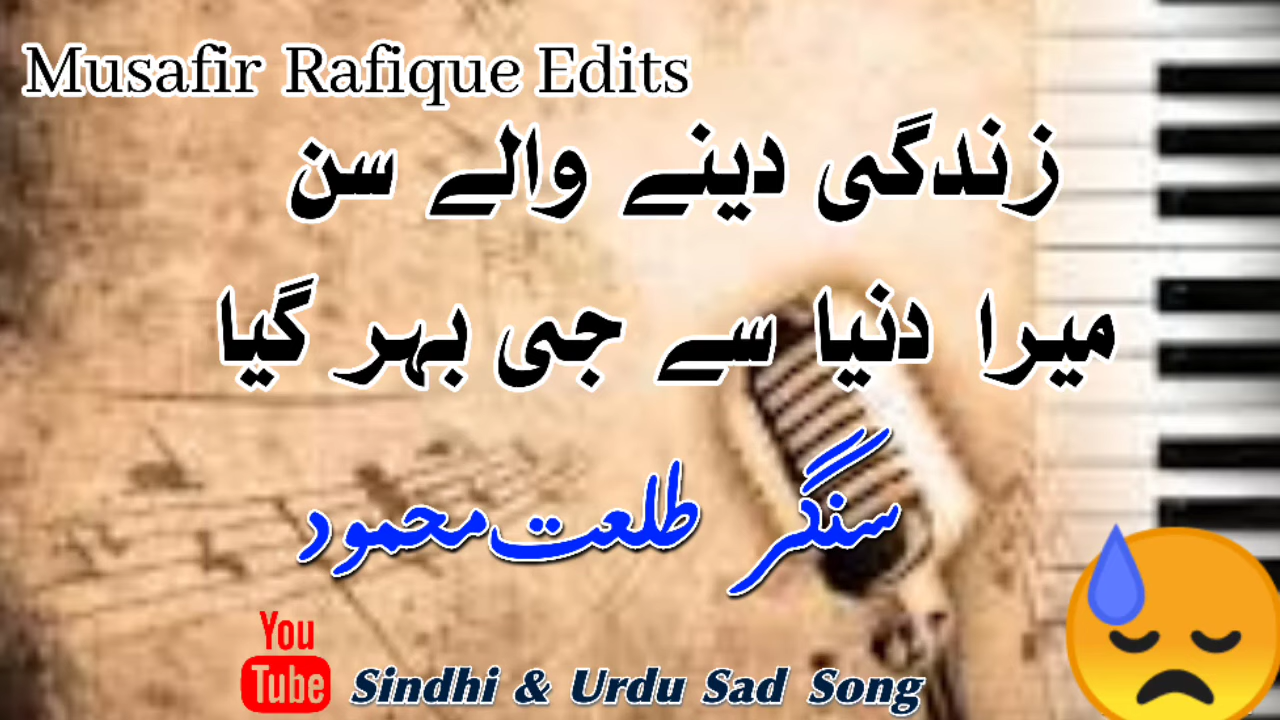 Musafir Rafique Edits
زندگی دینے والے سن
میرا دنیا سے جی بہر گیا
سنگر طلعت محمود
You
Tube Sindhi & Urdu Sad Song